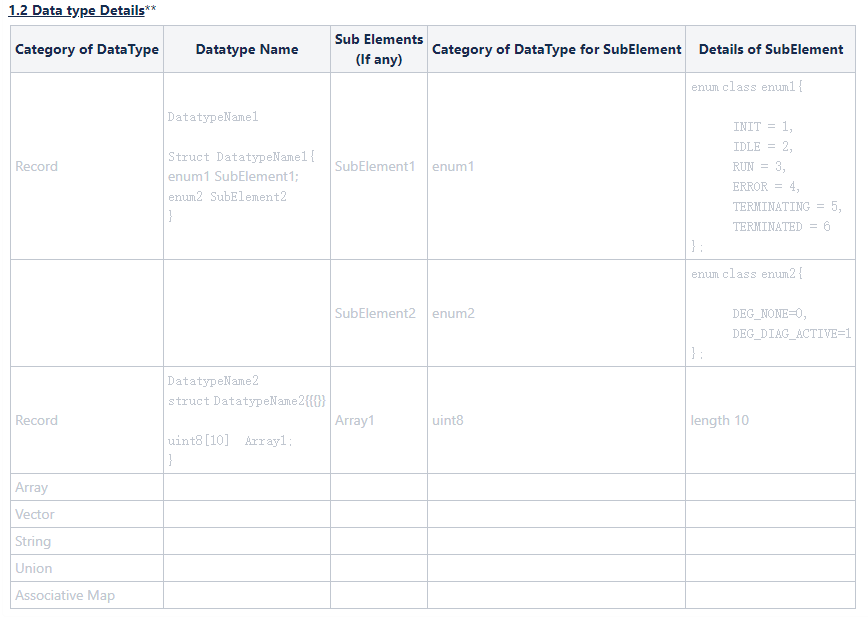 1.2 Data type Details**
Category of DataType
Datatype Name
Sub Elements
(If any)
Category of DataType for SubElement
Details of SubElement
Record
DatatypeName1
Struct DatatypeName1{
enum1 SubElement1;
enum2 SubElement2
}
SubElement1
enum1
enum class enum1{
INIT = 1,
IDLE = 2,
RUN = 3,
ERROR = 4,
TERMINATING = 5,
TERMINATED = 6
};
SubElement2
enum2
enum class enum2{
DEG_NONE=0,
DEG_DIAG_ACTIVE=1
};
Record
DatatypeName2
struct DatatypeName2{{{}}
uint8[10] Array1;
}
Array1
uint8
length 10
Array
Vector
String
Union
Associative Map